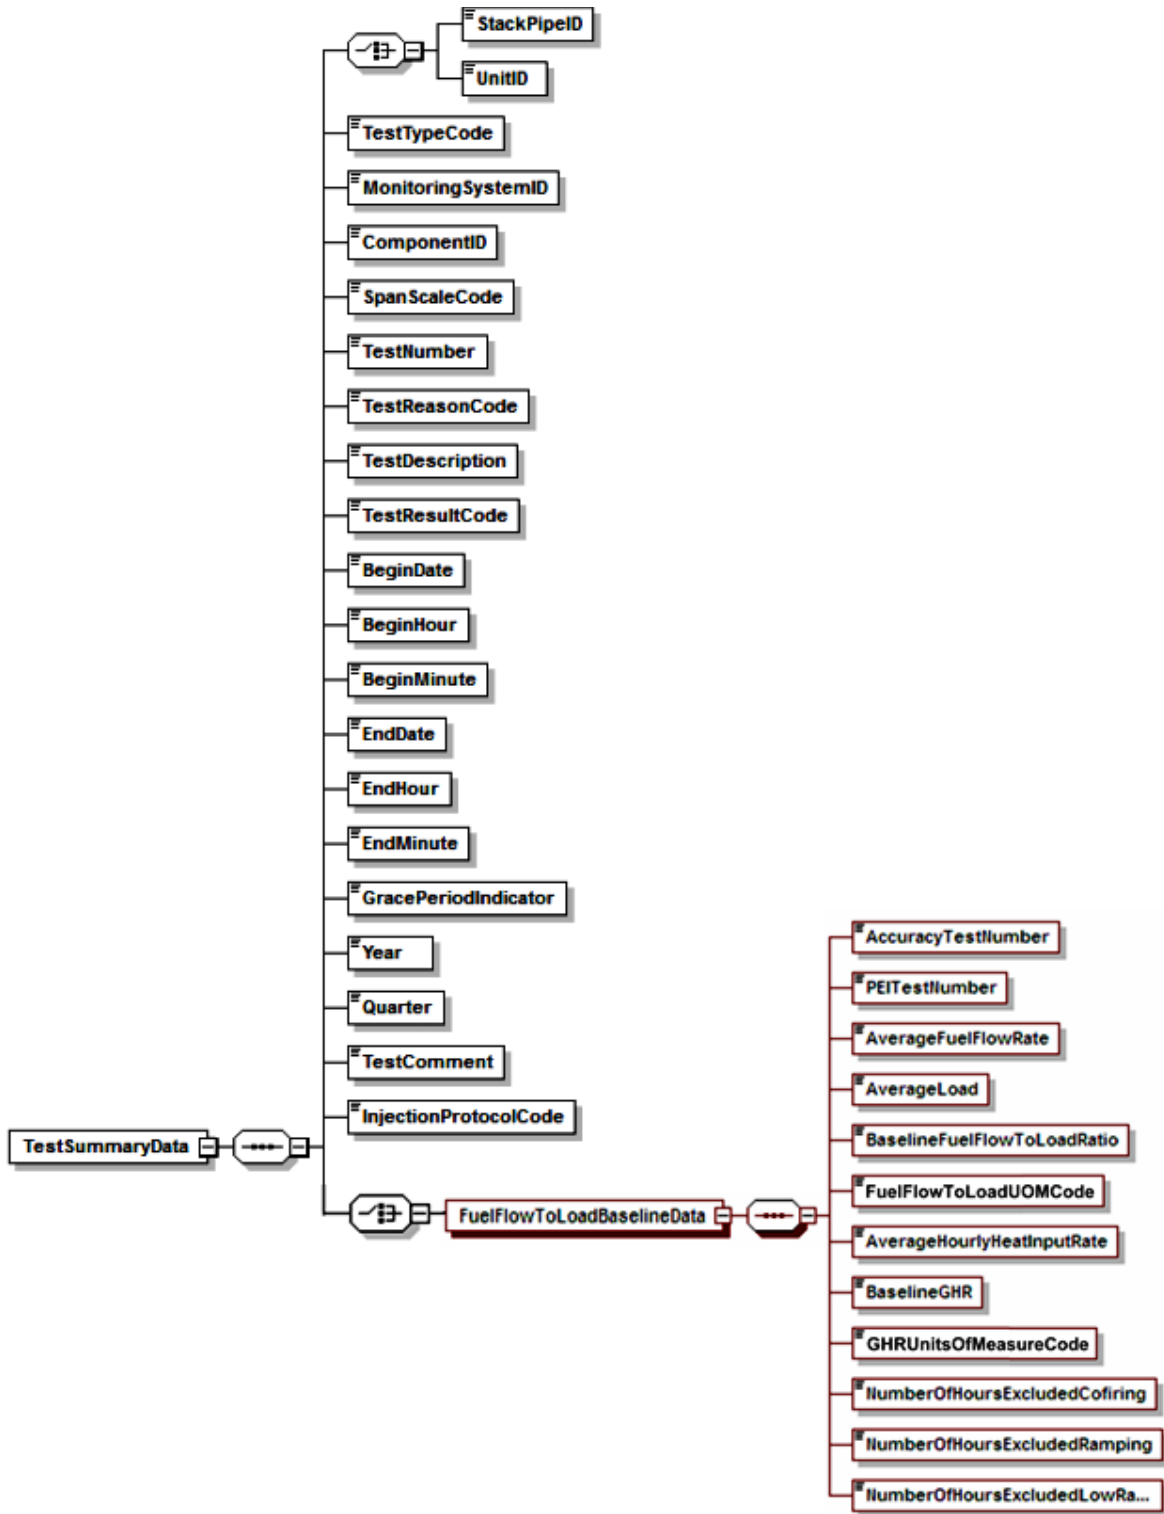 StackPipeID
UnitID
TestTypeCode
MonitoringSystemID
ComponentID
SpanScaleCode
TestNumber
TestReasonCode
TestDescription
TestResultCode
BeginDate
BeginHour
BeginMinute
EndDate
EndHour
EndMinute
GracePeriodIndicator
Year
Quarter
TestComment
InjectionProtocolCode
TestSummaryData
FuelFlowToLoadBaselineData
AccuracyTestNumber
PEITestNumber
AverageFuelFlowRate
AverageLoad
BaselineFuelFlowToLoadRatio
FuelFlowToLoadUOMCode
AverageHourlyHeatInputRate
BaselineGHR
GHRUnitsOfMeasureCode
NumberOfHoursExcludedCofiring
NumberOfHoursExcludedRamping
NumberOfHoursExcludedLowRa...